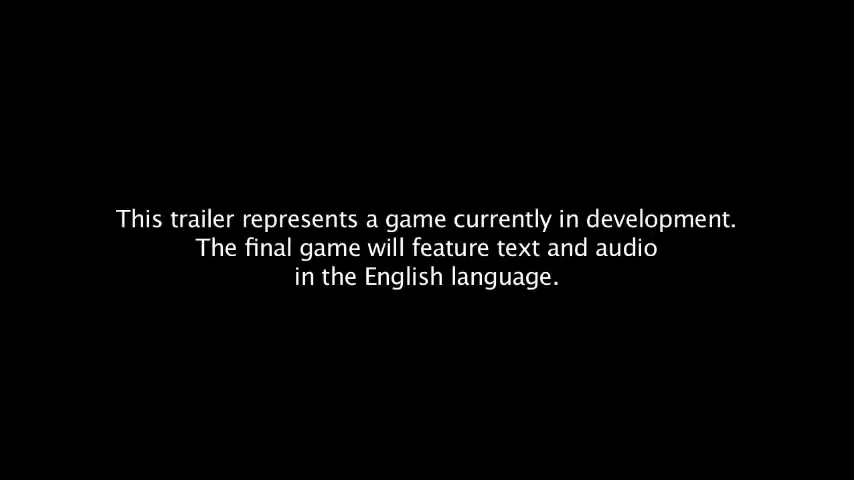 This trailer represents a game currently in development.
The final game will feature text and audio
in the English language.